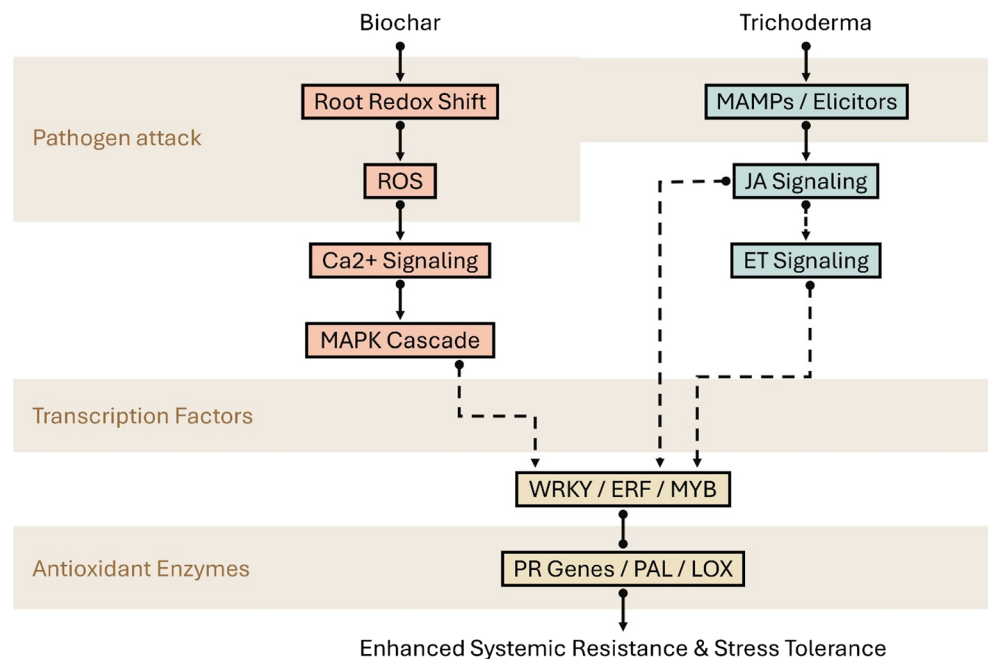 Biochar
Trichoderma
Root Redox Shift
MAMPs / Elicitors
Pathogen attack
ROS
JA Signaling
Ca2+ Signaling
ET Signaling
MAPK Cascade
Transcription Factors
WRKY / ERF / MYB
Antioxidant Enzymes
PR Genes / PAL / LOX
Enhanced Systemic Resistance & Stress Tolerance